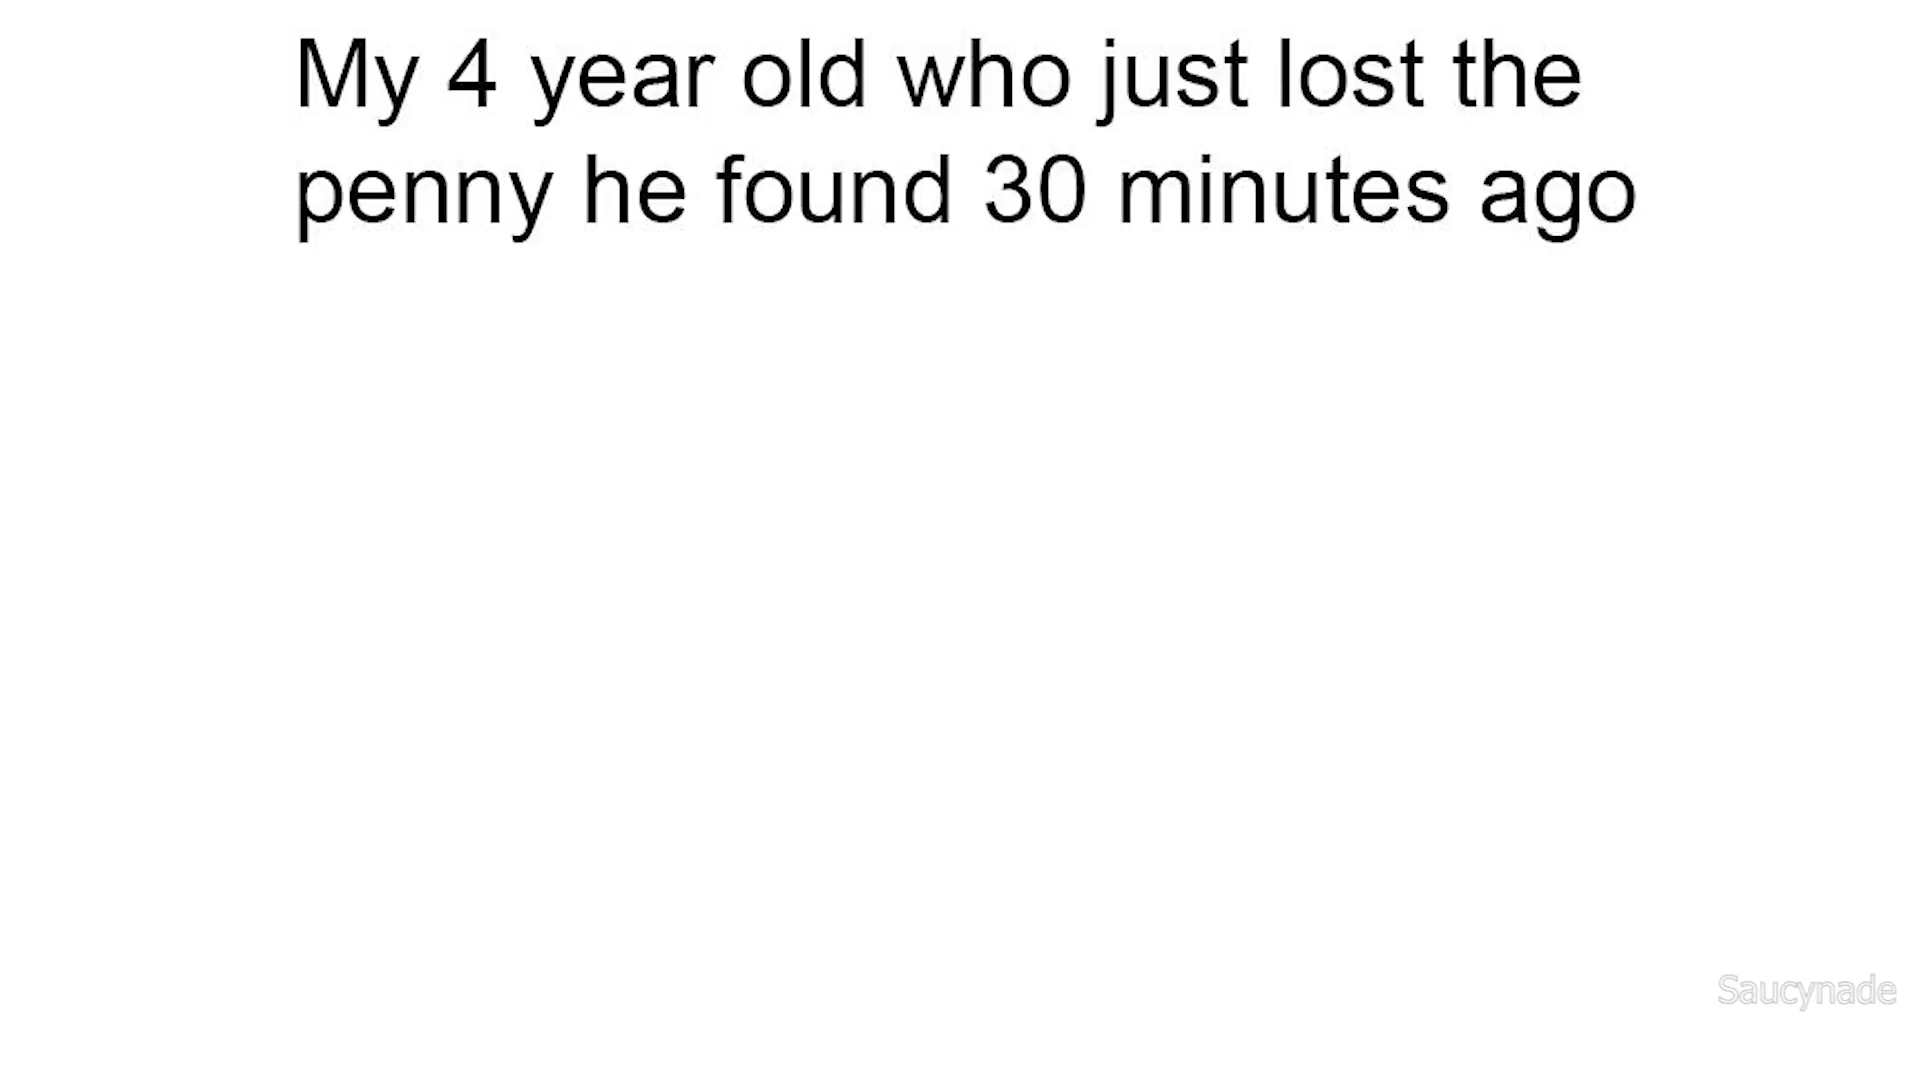 My 4 year old who just lost the
penny he found 30 minutes ago
Saucynade